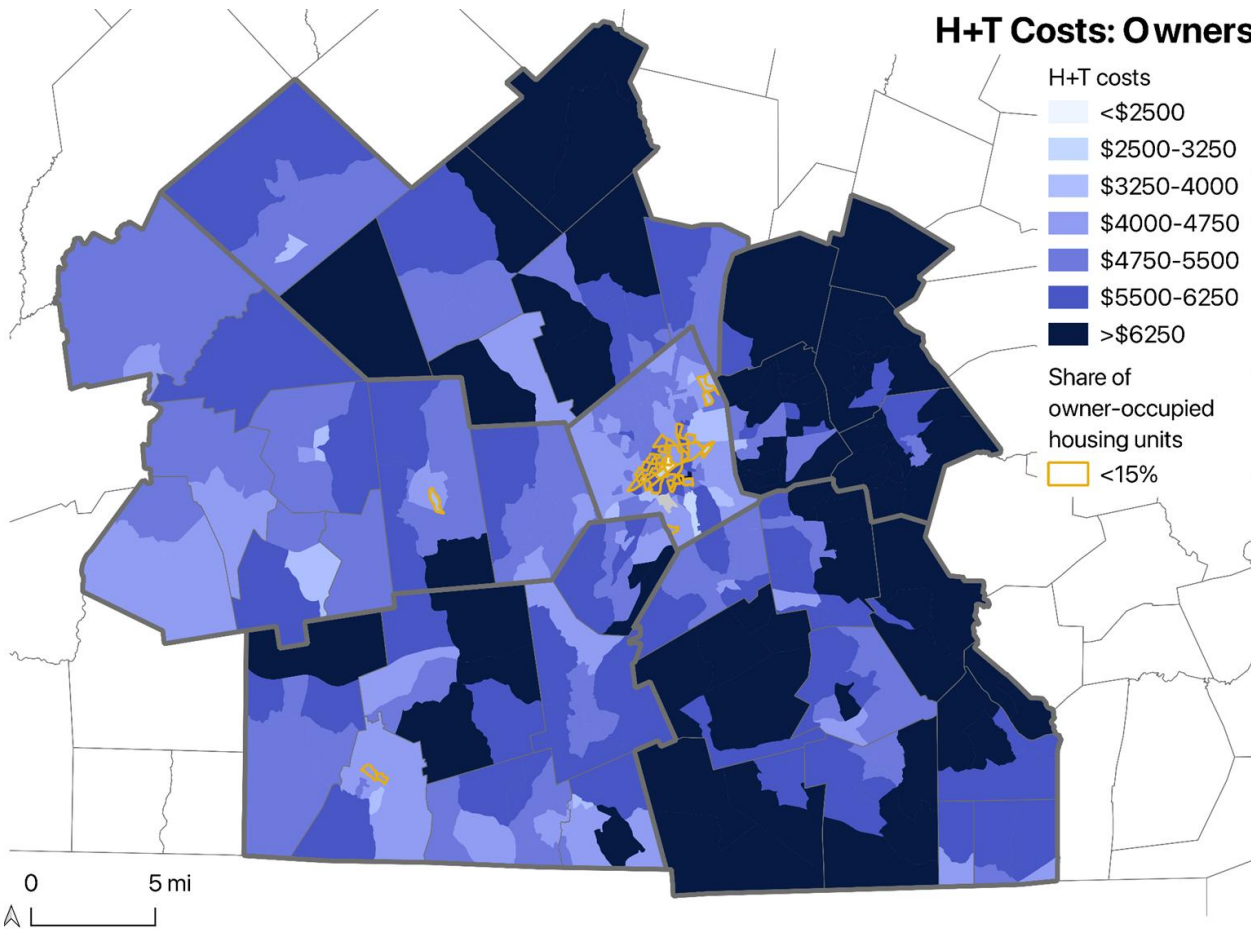 H+T Costs: Owners
H+T costs
<$2500
$2500-3250
$3250-4000
$4000-4750
$4750-5500
$5500-6250
>$6250
Share of
owner-occupied
housing units
<15%
0 5 mi